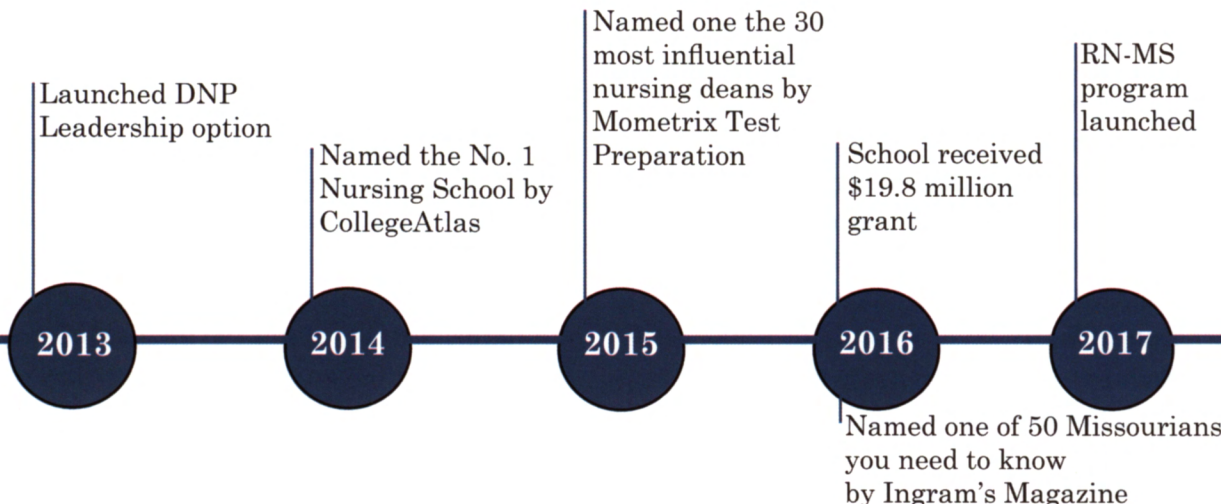 Launched DNP
Leadership option
2013
Named the No. 1
Nursing School by
CollegeAtlas
2014
Named one the 30
most influential
nursing deans by
Mometrix Test
Preparation
2015
School received
$19.8 million
grant
2016
Named one of 50 Missourians
you need to know
by Ingram's Magazine
RN-MS
program
launched
2017